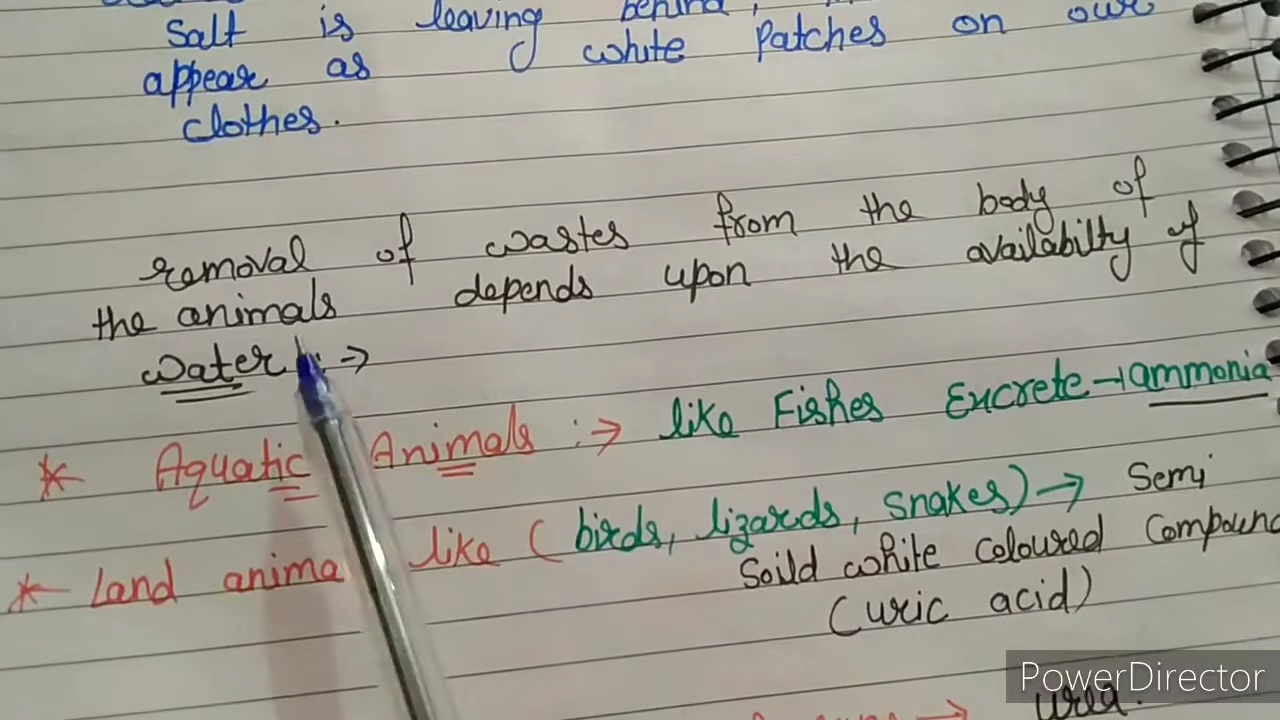 Salt is leaving behind,
appear as white Patches on our
clothes.
removal of wastes from the body of
the animals depends upon the availabilty of
water :→
* Aquatic Animals :→ like Fishes Excrete → ammonia
* Land anima like ( birds, lizards, snakes) → Semi
Soild white coloured Compound
(uric acid)
→ urea.
PowerDirector